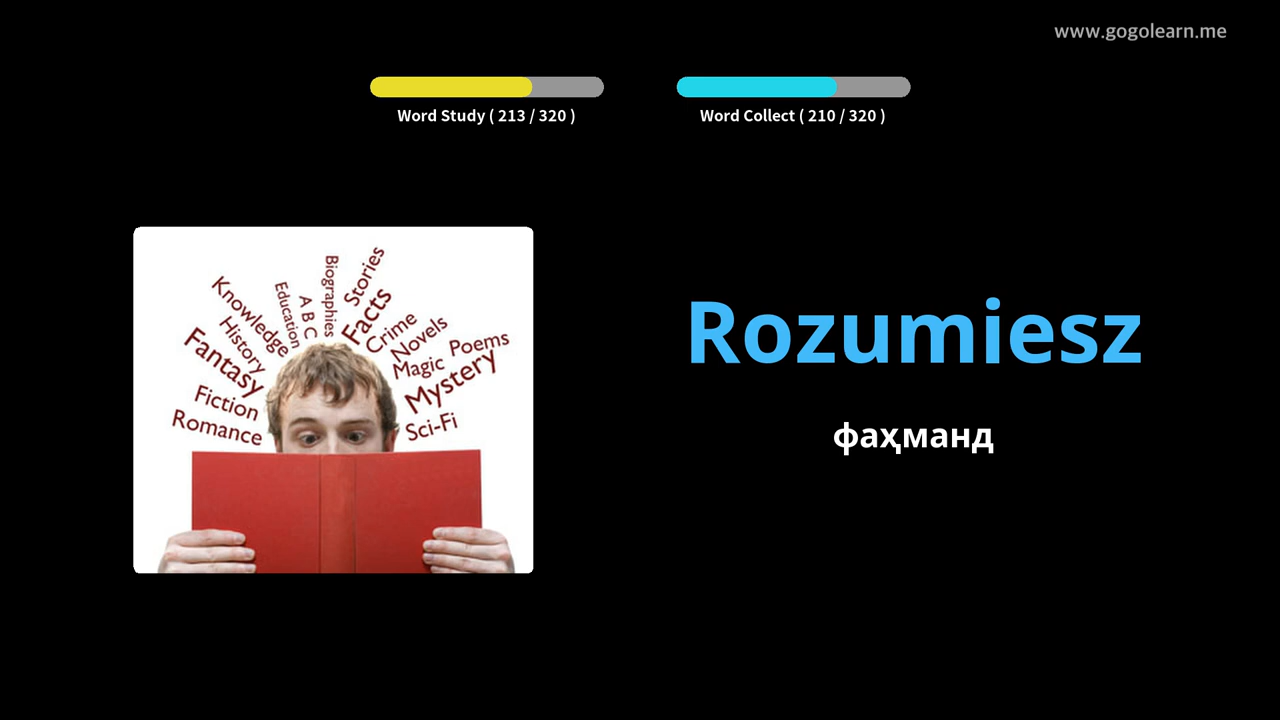 www.gogolearn.me
Word Study ( 213 / 320 )
Word Collect ( 210 / 320 )
Stories
Biographies
Facts
A B C
Education
Knowledge
Crime
History
Novels
Poems
Fantasy
Magic
Mystery
Fiction
Romance
Sci-Fi
Rozumiesz
фаҳманд